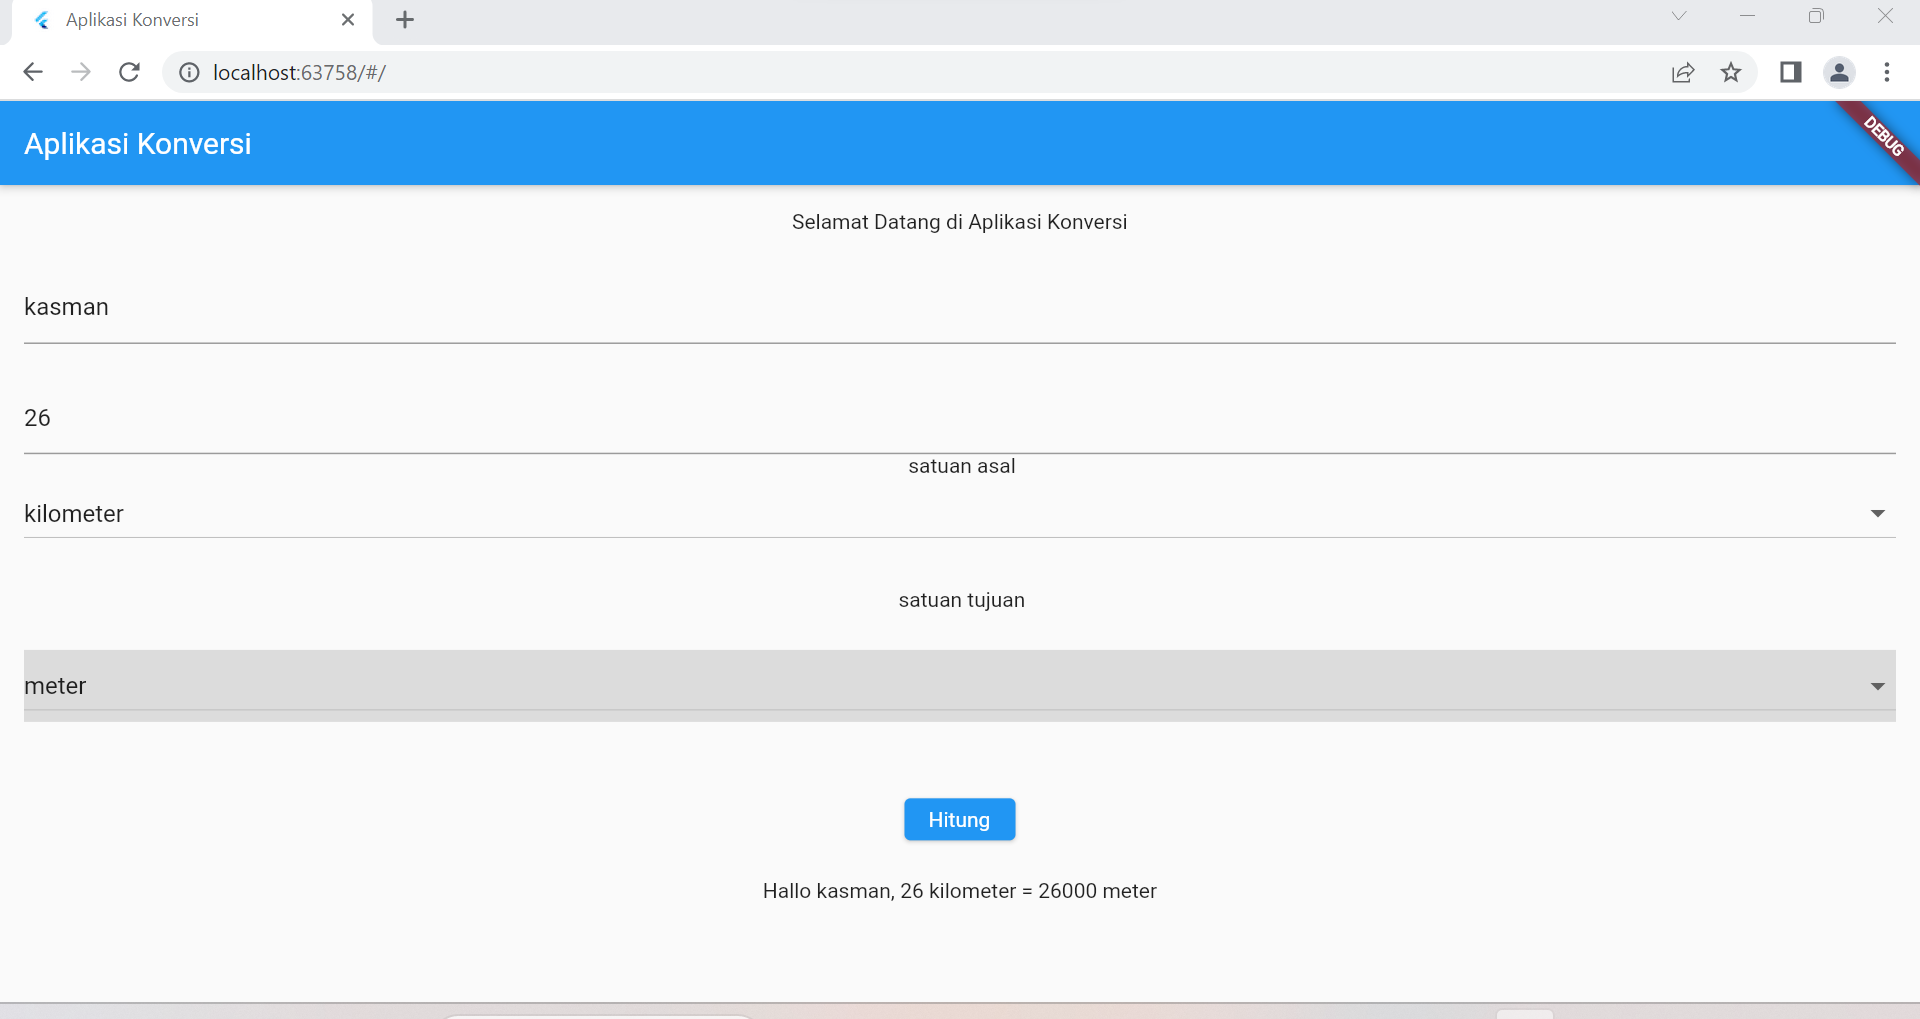 Aplikasi Konversi
localhost:63758/#/
Aplikasi Konversi
DEBUG
Selamat Datang di Aplikasi Konversi
kasman
26
satuan asal
kilometer
satuan tujuan
meter
Hitung
Hallo kasman, 26 kilometer = 26000 meter